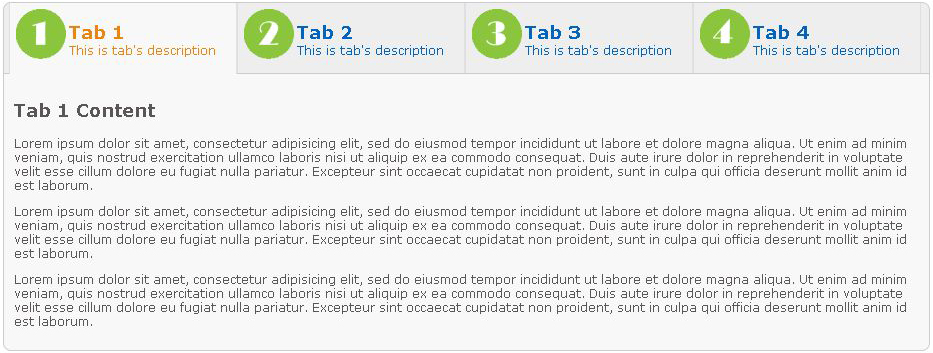 1 Tab 1 2 Tab 2 3 Tab 3 4 Tab 4
This is tab's description This is tab's description This is tab's description This is tab's description
Tab 1 Content
Lorem ipsum dolor sit amet, consectetur adipisicing elit, sed do eiusmod tempor incididunt ut labore et dolore magna aliqua. Ut enim ad minim
veniam, quis nostrud exercitation ullamco laboris nisi ut aliquip ex ea commodo consequat. Duis aute irure dolor in reprehenderit in voluptate
velit esse cillum dolore eu fugiat nulla pariatur. Excepteur sint occaecat cupidatat non proident, sunt in culpa qui officia deserunt mollit anim id
est laborum.
Lorem ipsum dolor sit amet, consectetur adipisicing elit, sed do eiusmod tempor incididunt ut labore et dolore magna aliqua. Ut enim ad minim
veniam, quis nostrud exercitation ullamco laboris nisi ut aliquip ex ea commodo consequat. Duis aute irure dolor in reprehenderit in voluptate
velit esse cillum dolore eu fugiat nulla pariatur. Excepteur sint occaecat cupidatat non proident, sunt in culpa qui officia deserunt mollit anim id
est laborum.
Lorem ipsum dolor sit amet, consectetur adipisicing elit, sed do eiusmod tempor incididunt ut labore et dolore magna aliqua. Ut enim ad minim
veniam, quis nostrud exercitation ullamco laboris nisi ut aliquip ex ea commodo consequat. Duis aute irure dolor in reprehenderit in voluptate
velit esse cillum dolore eu fugiat nulla pariatur. Excepteur sint occaecat cupidatat non proident, sunt in culpa qui officia deserunt mollit anim id
est laborum.